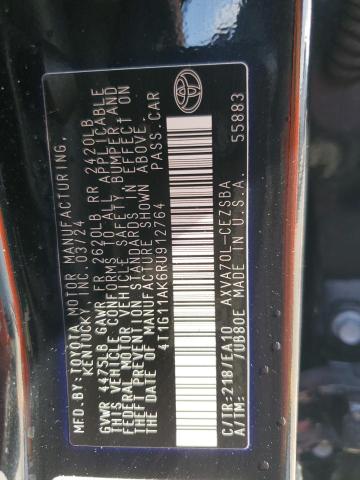 MFD.BY:TOYOTA MOTOR MANUFACTURING,
KENTUCKY, INC. 03/24
GVWR 4475LB GAWR FR 2620LB RR 2420LB
THIS VEHICLE CONFORMS TO ALL APPLICABLE
FEDERAL MOTOR VEHICLE SAFETY, BUMPER, AND
THEFT PREVENTION STANDARDS IN EFFECT ON
THE DATE OF MANUFACTURE SHOWN ABOVE.
4T1G11AK6RU912764 PASS.CAR
C/TR:218/EA10 AXVA70L-CEZSBA
A/TM: /UB80E MADE IN U.S.A. 55883